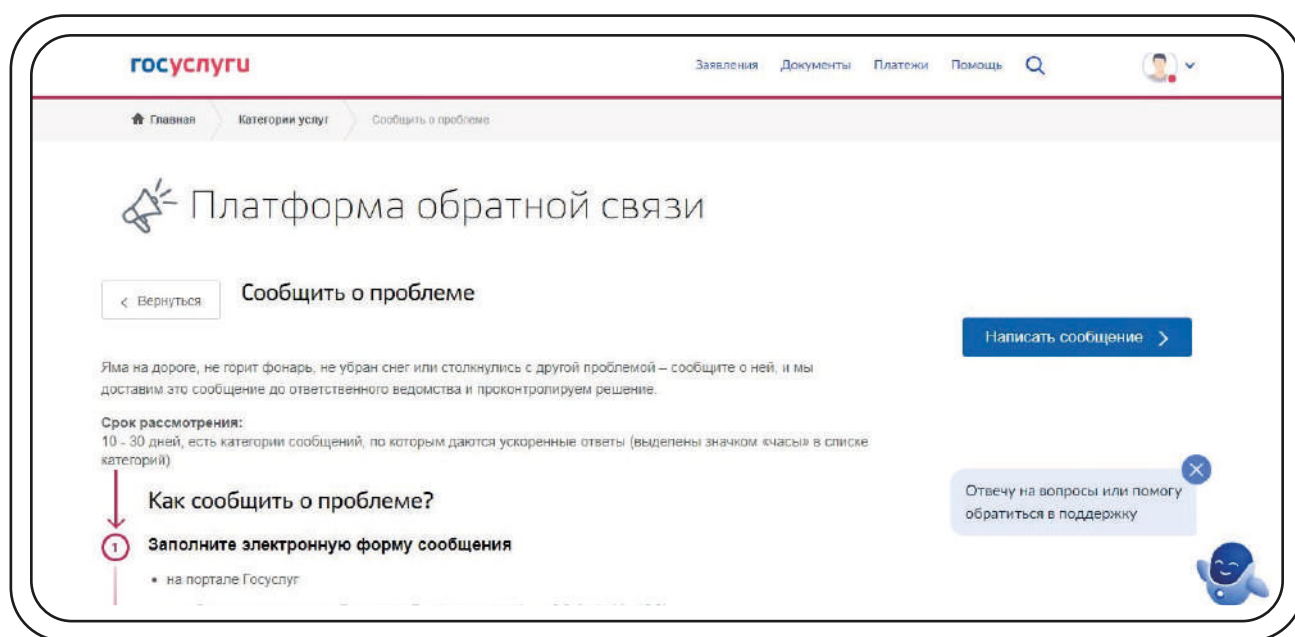 госуслуги
Заявления Документы Платежи Помощь
Главная Категории услуг Сообщить о проблеме
Платформа обратной связи
Вернуться
Сообщить о проблеме
Написать сообщение
Яма на дороге, не горит фонарь, не убран снег или столкнулись с другой проблемой – сообщите о ней, и мы
доставим это сообщение до ответственного ведомства и проконтролируем решение.
Срок рассмотрения:
10 - 30 дней, есть категории сообщений, по которым даются ускоренные ответы (выделены значком «часы» в списке
категорий)
Как сообщить о проблеме?
1 Заполните электронную форму сообщения
• на портале Госуслуг
Отвечу на вопросы или помогу
обратиться в поддержку